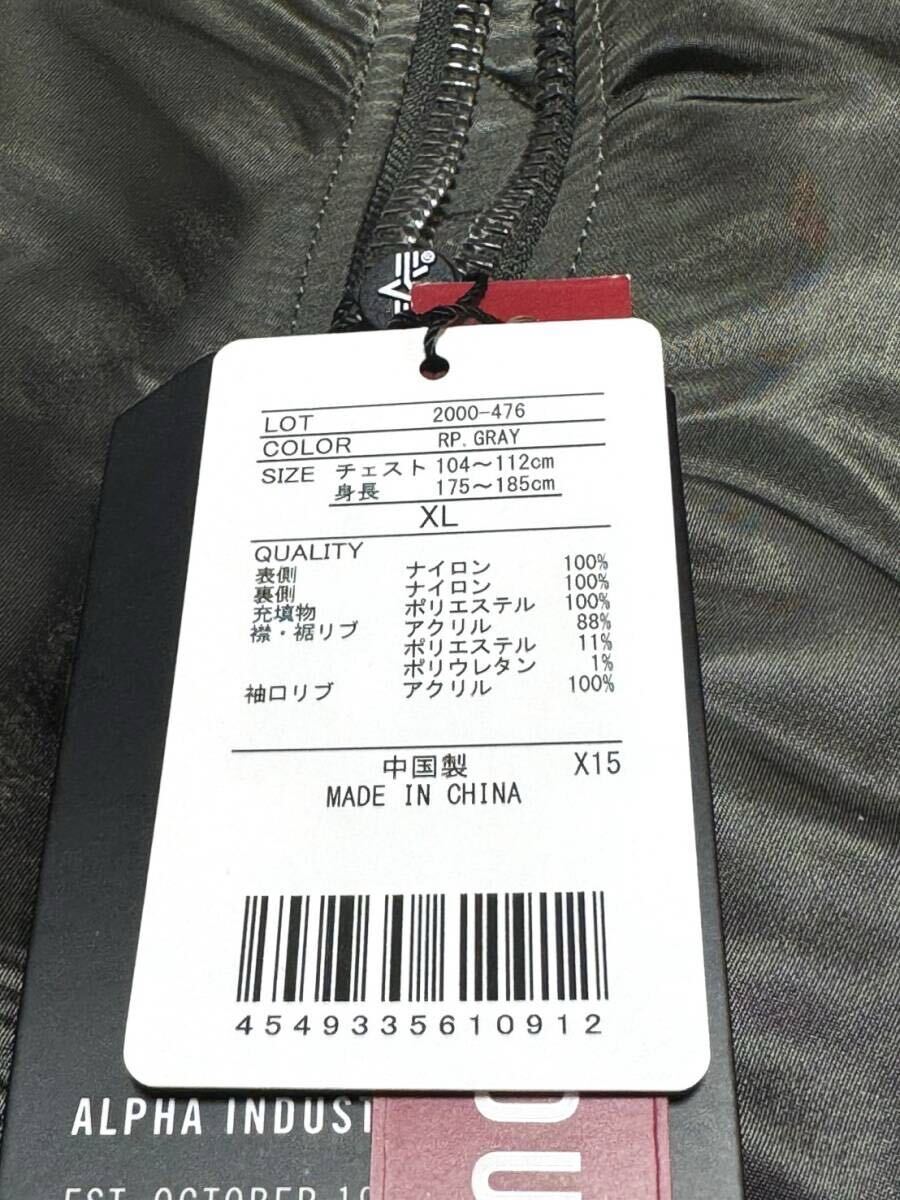 LOT 2000-476
COLOR RP.GRAY
SIZE チェスト 104～112cm
身長 175～185cm
XL
QUALITY
表側 ナイロン 100%
裏側 ナイロン 100%
充填物 ポリエステル 100%
襟・裾リブ アクリル 88%
ポリエステル 11%
ポリウレタン 1%
袖口リブ アクリル 100%
中国製 X15
MADE IN CHINA
4549335610912
ALPHA INDUST
EST. OCTOBER
OU